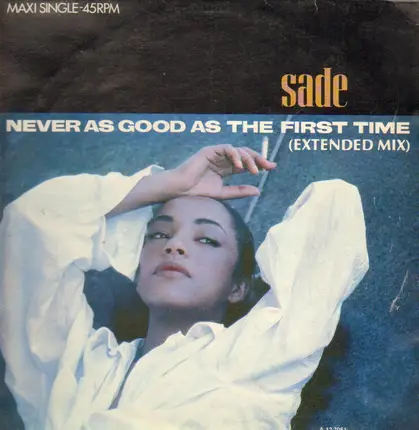 MAXI SINGLE-45RPM
sade
NEVER AS GOOD AS THE FIRST TIME
(EXTENDED MIX)